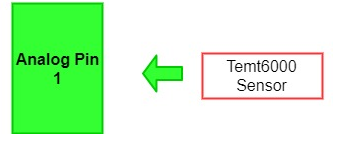 Analog Pin
1
Temt6000
Sensor